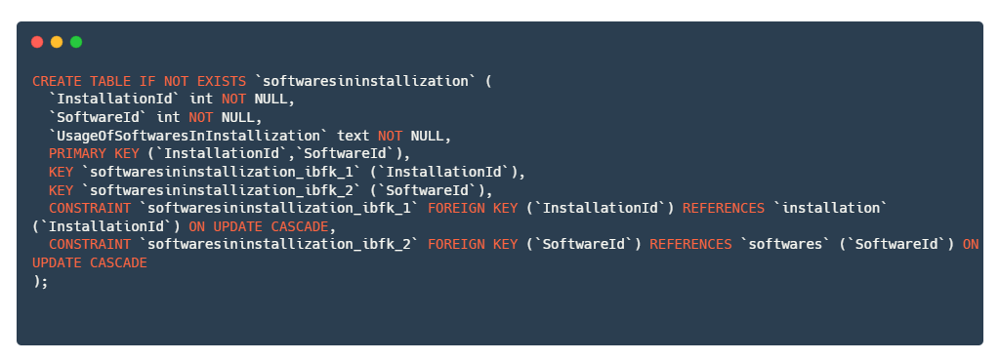 CREATE TABLE IF NOT EXISTS `softwaresininstallization` (
  `InstallationId` int NOT NULL,
  `SoftwareId` int NOT NULL,
  `UsageOfSoftwaresInInstallization` text NOT NULL,
  PRIMARY KEY (`InstallationId`,`SoftwareId`),
  KEY `softwaresininstallization_ibfk_1` (`InstallationId`),
  KEY `softwaresininstallization_ibfk_2` (`SoftwareId`),
  CONSTRAINT `softwaresininstallization_ibfk_1` FOREIGN KEY (`InstallationId`) REFERENCES `installation`
(`InstallationId`) ON UPDATE CASCADE,
  CONSTRAINT `softwaresininstallization_ibfk_2` FOREIGN KEY (`SoftwareId`) REFERENCES `softwares` (`SoftwareId`) ON
UPDATE CASCADE
);